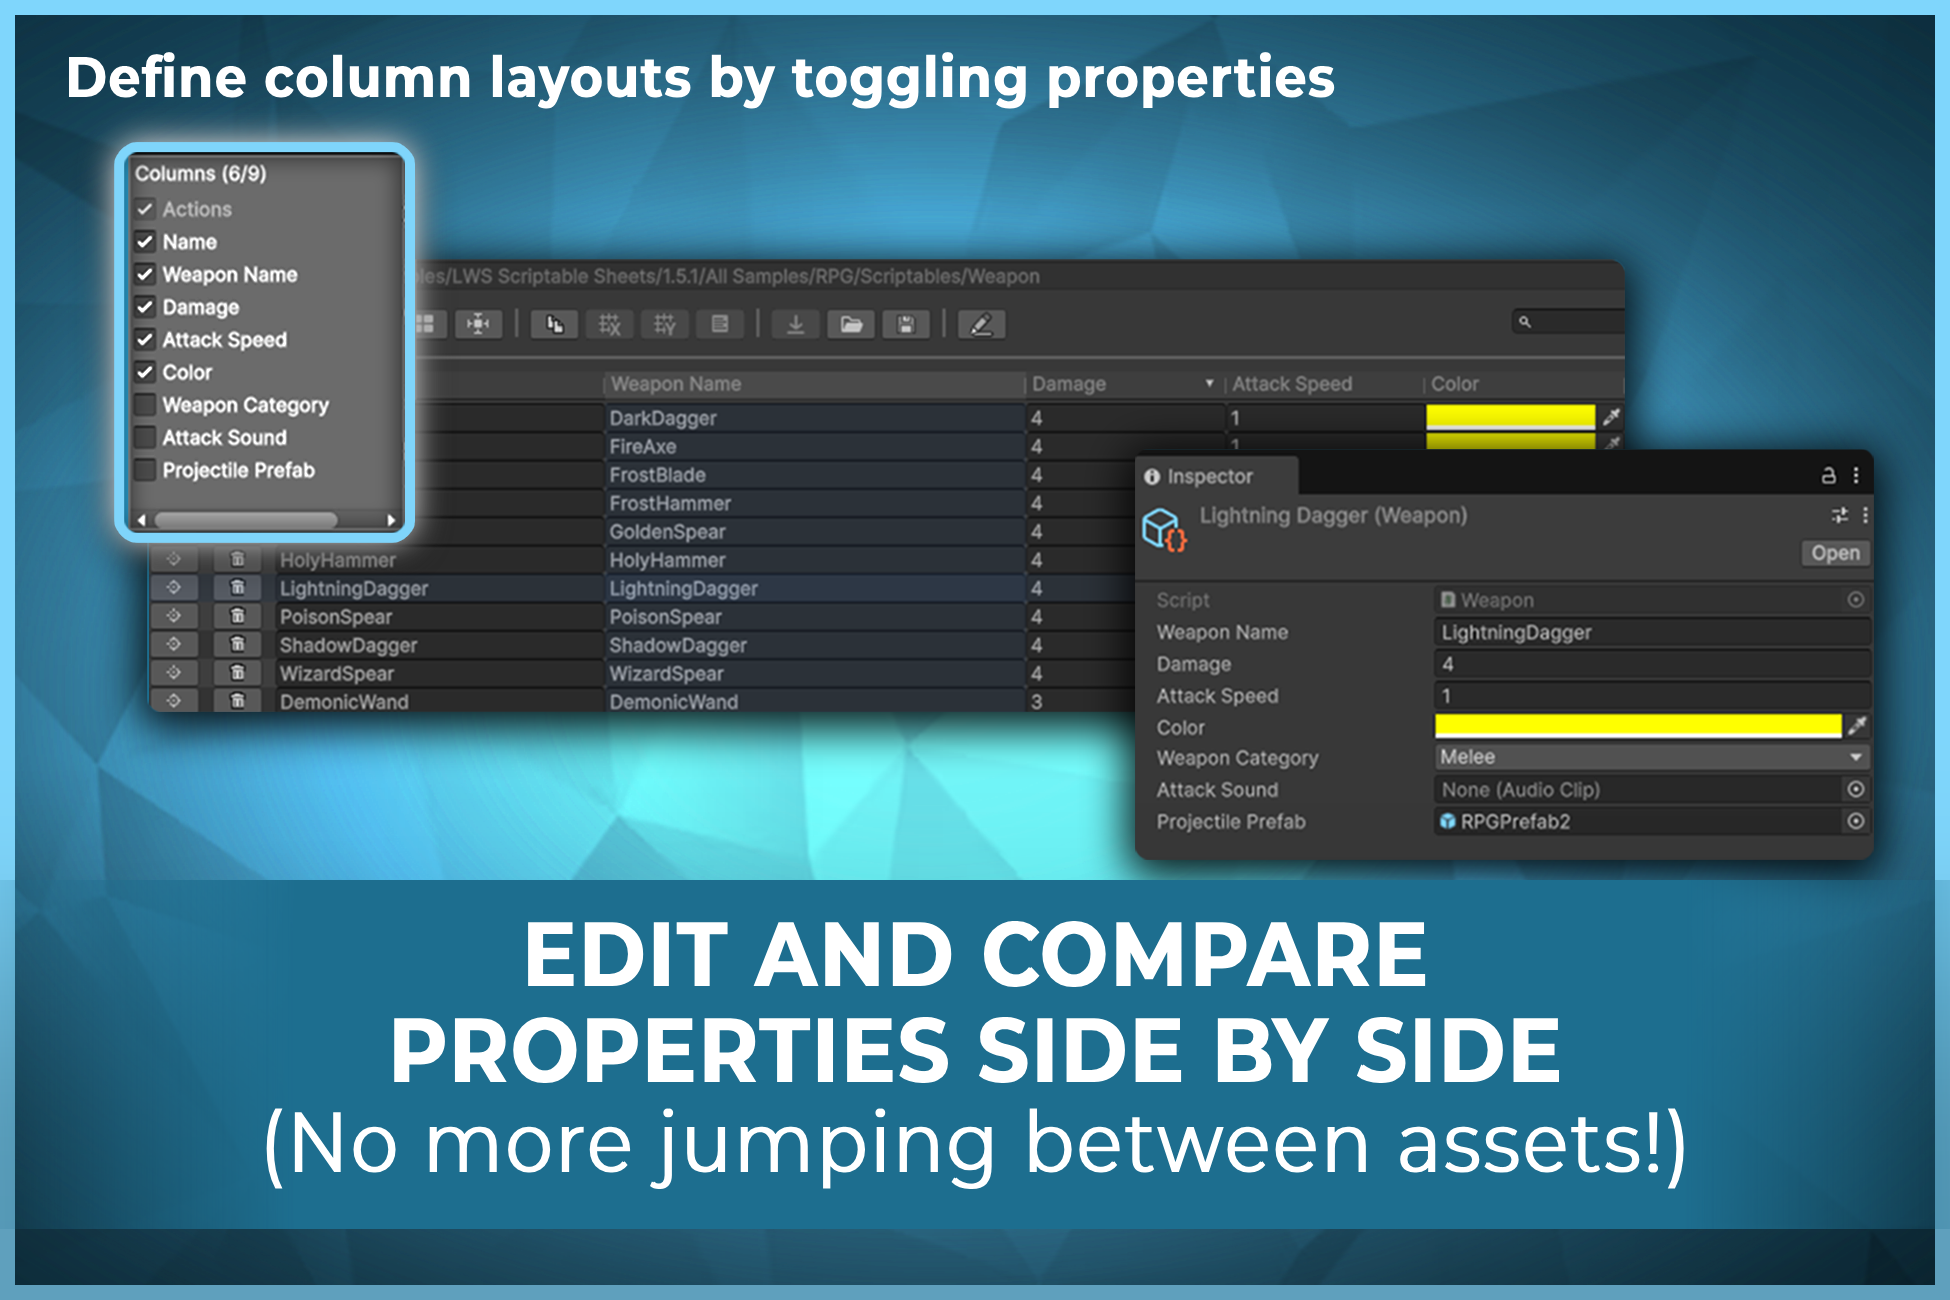 Define column layouts by toggling properties
Columns (6/9)
Actions
Name
Weapon Name
Damage
Attack Speed
Color
Weapon Category
Attack Sound
Projectile Prefab
les/LWS Scriptable Sheets/1.5.1/All Samples/RPG/Scriptables/Weapon
Weapon Name Damage Attack Speed Color
DarkDagger 4 1
FireAxe 4 1
FrostBlade 4
FrostHammer 4
GoldenSpear 4
HolyHammer HolyHammer 4
LightningDagger LightningDagger 4
PoisonSpear PoisonSpear 4
ShadowDagger ShadowDagger 4
WizardSpear WizardSpear 4
DemonicWand DemonicWand 3
Inspector
Lightning Dagger (Weapon)
Open
Script Weapon
Weapon Name LightningDagger
Damage 4
Attack Speed 1
Color
Weapon Category Melee
Attack Sound None (Audio Clip)
Projectile Prefab RPGPrefab2
EDIT AND COMPARE
PROPERTIES SIDE BY SIDE
(No more jumping between assets!)